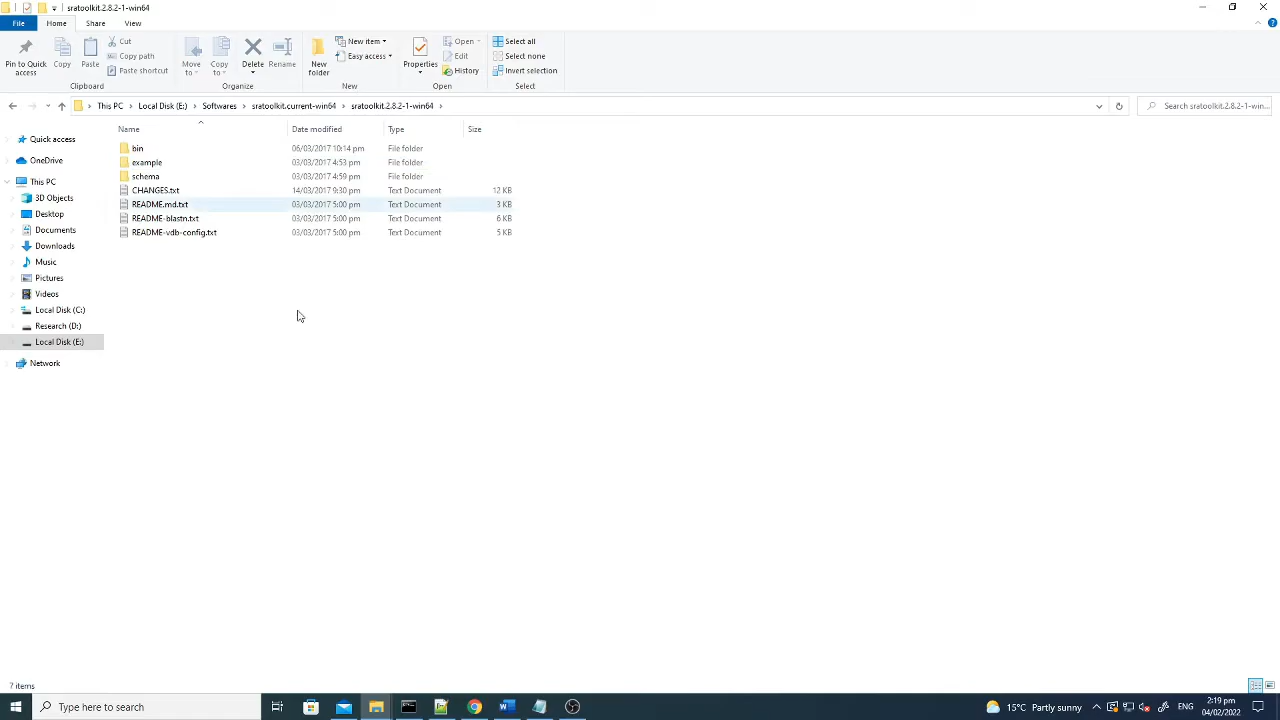 sratoolkit.2.8.2-1-win64
File Home Share View
Pin to Quick access
Copy
Paste
Cut
Copy path
Paste shortcut
Clipboard
Move to
Copy to
Delete
Rename
Organize
New folder
New item
Easy access
New
Properties
Open
Edit
History
Open
Select all
Select none
Invert selection
Select
This PC > Local Disk (E:) > Softwares > sratoolkit.current-win64 > sratoolkit.2.8.2-1-win64 >
Search sratoolkit.2.8.2-1-win...
Quick access
OneDrive
This PC
3D Objects
Desktop
Documents
Downloads
Music
Pictures
Videos
Local Disk (C:)
Research (D:)
Local Disk (E:)
Network
Name Date modified Type Size
bin 06/03/2017 10:14 pm File folder
example 03/03/2017 4:53 pm File folder
schema 03/03/2017 4:59 pm File folder
CHANGES.txt 14/03/2017 9:30 pm Text Document 12 KB
README.md.txt 03/03/2017 5:00 pm Text Document 3 KB
README-blastn.txt 03/03/2017 5:00 pm Text Document 6 KB
README-vdb-config.txt 03/03/2017 5:00 pm Text Document 5 KB
7 items
Type here to search
15°C Partly sunny
ENG
2:19 pm
04/02/2022